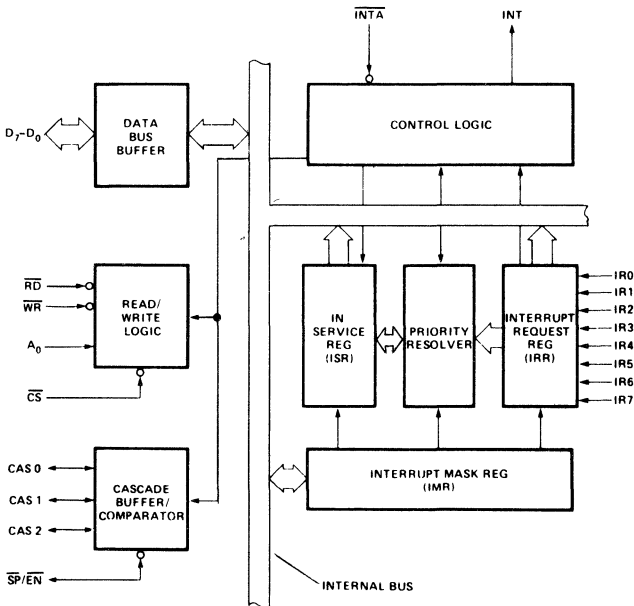 INTA
INT
DATA
BUS
BUFFER
D7-D0
CONTROL LOGIC
RD
WR
A0
CS
READ/
WRITE
LOGIC
IN
SERVICE
REG
(ISR)
PRIORITY
RESOLVER
INTERRUPT
REQUEST
REG
(IRR)
IR0
IR1
IR2
IR3
IR4
IR5
IR6
IR7
CAS 0
CAS 1
CAS 2
SP/EN
CASCADE
BUFFER/
COMPARATOR
INTERRUPT MASK REG
(IMR)
INTERNAL BUS